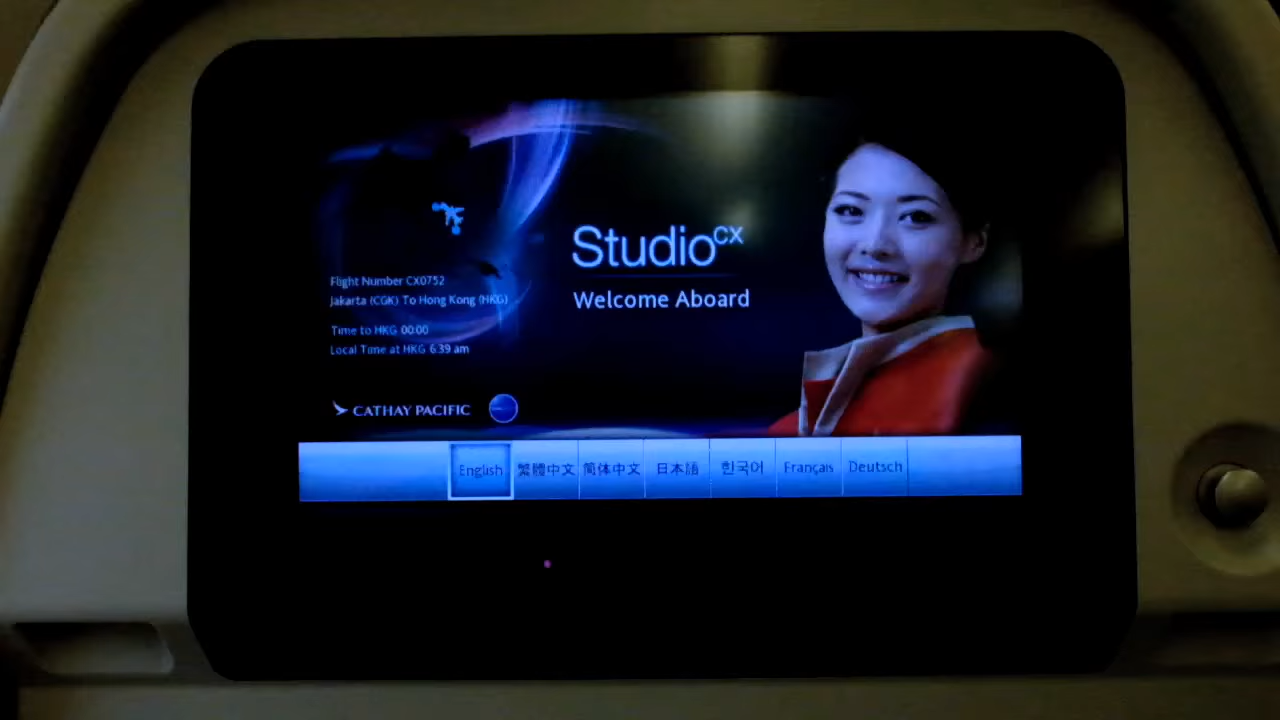 Studio CX
Welcome Aboard
Flight Number CX0752
Jakarta (CGK) To Hong Kong (HKG)
Time to HKG 00:00
Local Time at HKG 6:39 am
CATHAY PACIFIC
English 繁體中文 简体中文 日本語 한국어 Français Deutsch